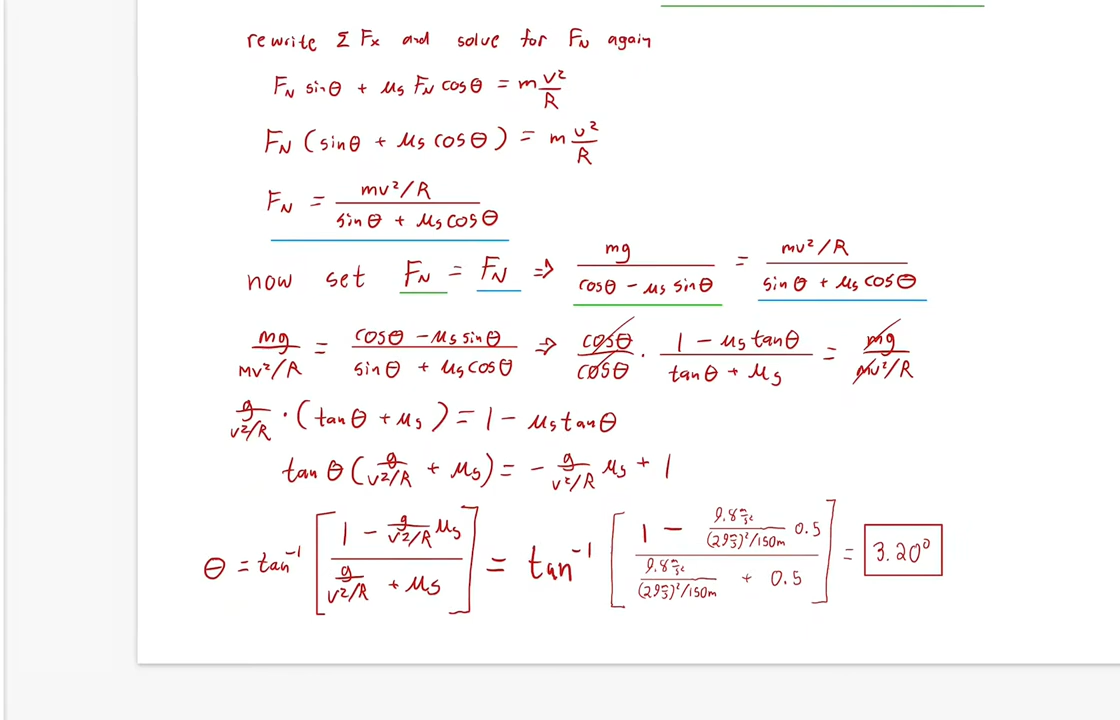 rewrite Σ Fx and solve for FN again
FN sinθ + μs FN cosθ = m v²/R
FN (sinθ + μs cosθ) = m v²/R
FN = (mv²/R)/(sinθ + μs cosθ)
now set FN = FN ⇒ mg/(cosθ − μs sinθ) = (mv²/R)/(sinθ + μs cosθ)
mg/(mv²/R) = (cosθ − μs sinθ)/(sinθ + μs cosθ) ⇒ cosθ/cosθ · (1 − μs tanθ)/(tanθ + μs) = mg/(mv²/R)
g/(v²/R) · (tanθ + μs) = 1 − μs tanθ
tanθ (g/(v²/R) + μs) = − g/(v²/R) μs + 1
θ = tan⁻¹ [(1 − g/(v²/R) μs)/(g/(v²/R) + μs)] = tan⁻¹ [(1 − (9.8 m/s²)/((29 m/s)²/150m) 0.5)/((9.8 m/s²)/((29 m/s)²/150m) + 0.5)] = 3.20°